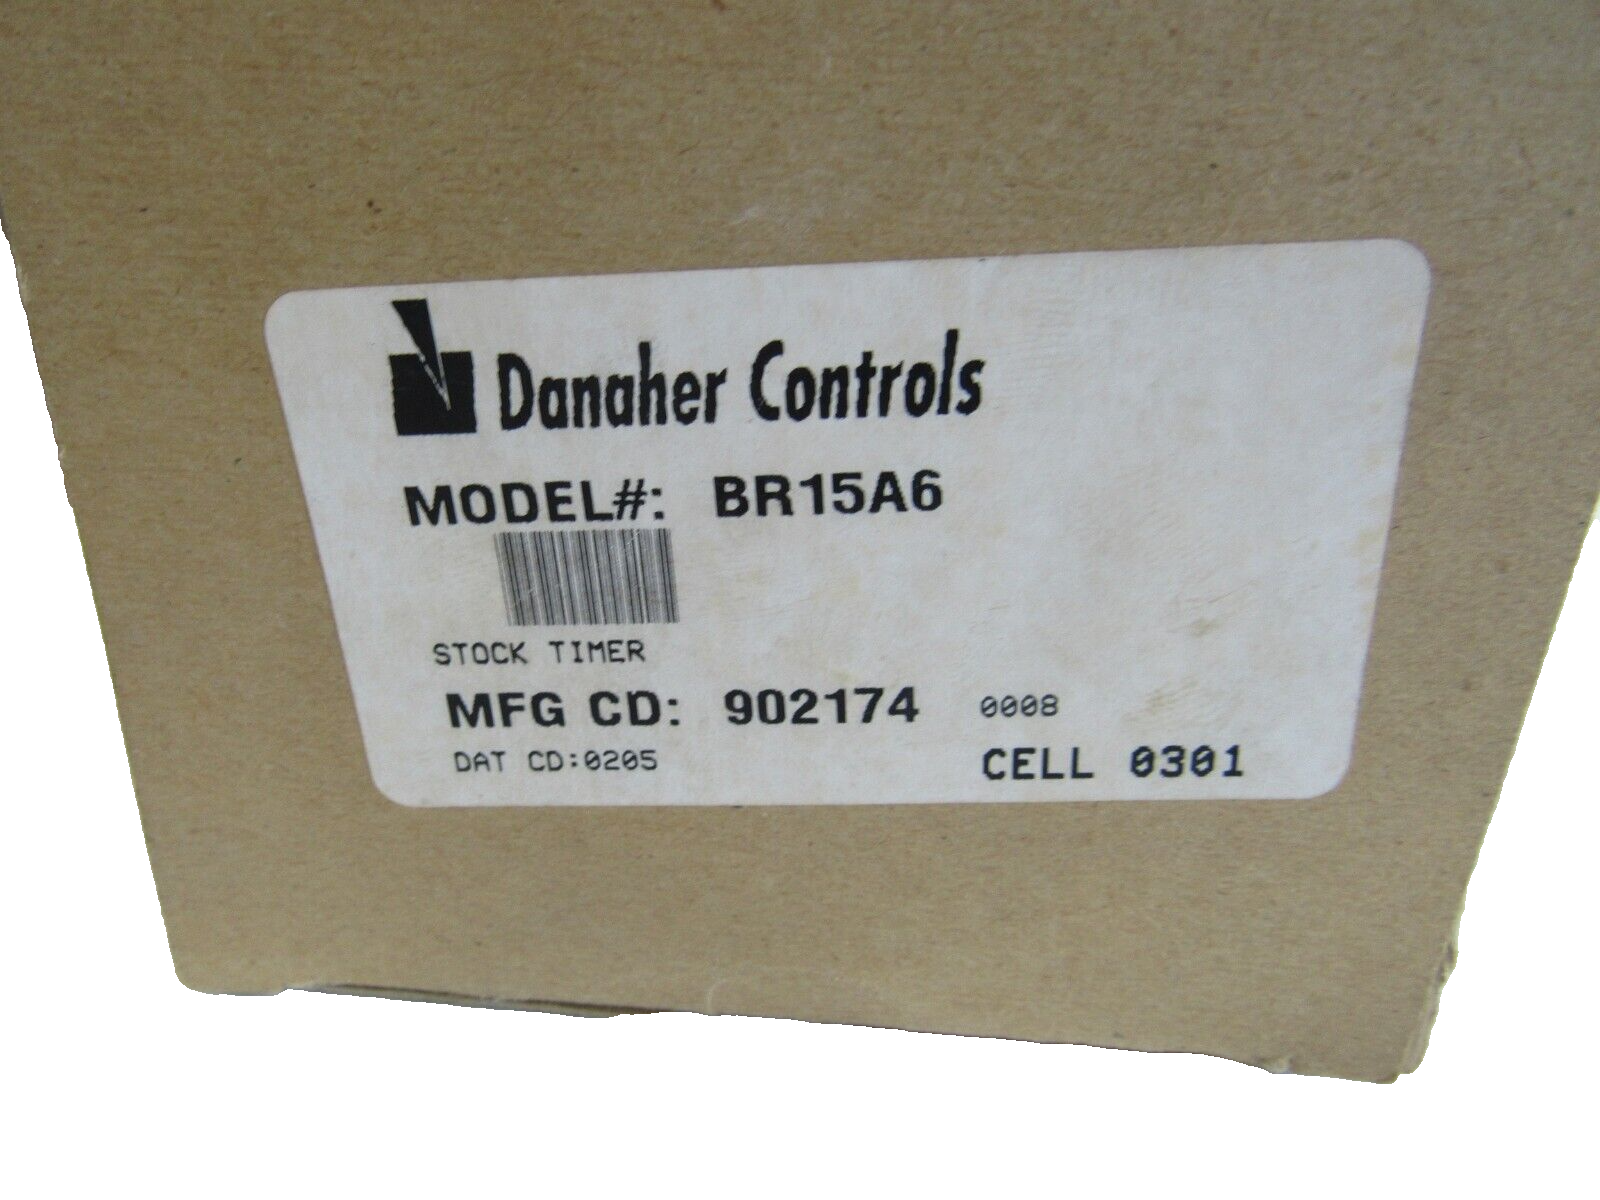 Danaher Controls
MODEL#: BR15A6
STOCK TIMER
MFG CD: 902174 0008
DAT CD:0205 CELL 0301